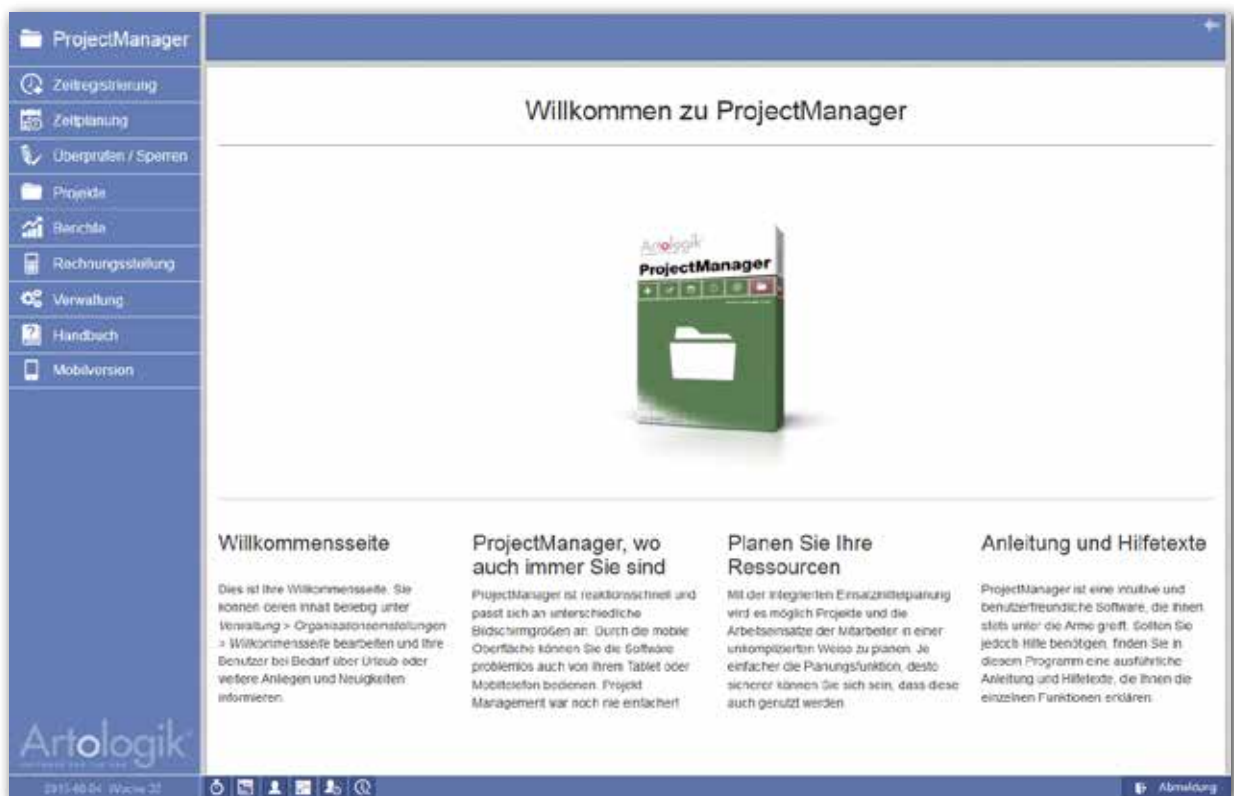 ProjectManager
Zeitregistrierung
Zeitplanung
Überprüfen / Sperren
Projekte
Berichte
Rechnungsstellung
Verwaltung
Handbuch
Mobilversion
Willkommen zu ProjectManager
Artologik
ProjectManager
Willkommensseite
Dies ist Ihre Willkommensseite. Sie
können deren Inhalt beliebig unter
Verwaltung > Organisationseinstellungen
> Willkommensseite bearbeiten und Ihre
Benutzer bei Bedarf über Urlaub oder
weitere Anliegen und Neuigkeiten
informieren.
ProjectManager, wo
auch immer Sie sind
ProjectManager ist reaktionsschnell und
passt sich an unterschiedliche
Bildschirmgrößen an. Durch die mobile
Oberfläche können Sie die Software
problemlos auch von Ihrem Tablet oder
Mobiltelefon bedienen. Projekt
Management war noch nie einfacher!
Planen Sie Ihre
Ressourcen
Mit der integrierten Einsatzmittelplanung
wird es möglich Projekte und die
Arbeitseinsätze der Mitarbeiter in einer
unkomplizierten Weise zu planen. Je
einfacher die Planungsfunktion, desto
sicherer können Sie sich sein, dass diese
auch genutzt werden.
Anleitung und Hilfetexte
ProjectManager ist eine intuitive und
benutzerfreundliche Software, die Ihnen
stets unter die Arme greift. Sollten Sie
jedoch Hilfe benötigen, finden Sie in
diesem Programm eine ausführliche
Anleitung und Hilfetexte, die Ihnen die
einzelnen Funktionen erklären.
Artologik
Woche
Abmeldung